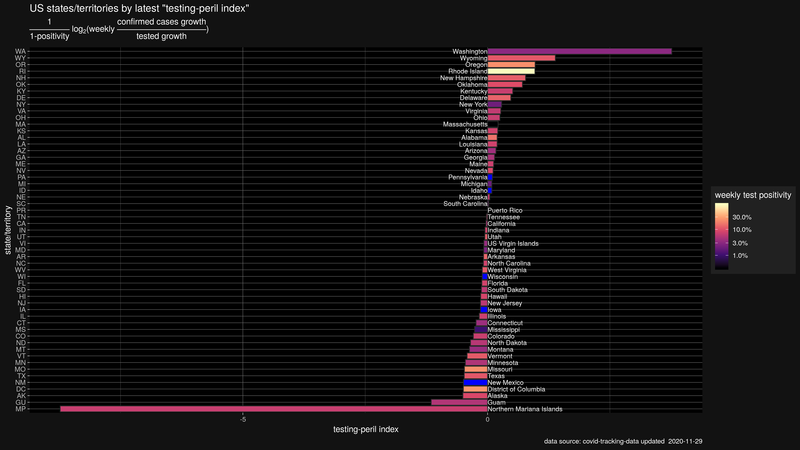 US states/territories by latest "testing-peril index"
1
1-positivity
log2(weekly
confirmed cases growth
tested growth
)
WA Washington
WY Wyoming
OR Oregon
RI Rhode Island
NH New Hampshire
OK Oklahoma
KY Kentucky
DE Delaware
NY New York
VA Virginia
OH Ohio
MA Massachusetts
KS Kansas
AL Alabama
LA Louisiana
AZ Arizona
GA Georgia
ME Maine
NV Nevada
PA Pennsylvania
MI Michigan
ID Idaho
NE Nebraska
SC South Carolina
PR Puerto Rico
TN Tennessee
CA California
IN Indiana
UT Utah
VI US Virgin Islands
MD Maryland
AR Arkansas
NC North Carolina
WV West Virginia
WI Wisconsin
FL Florida
SD South Dakota
HI Hawaii
NJ New Jersey
IA Iowa
IL Illinois
CT Connecticut
MS Mississippi
CO Colorado
ND North Dakota
MT Montana
VT Vermont
MN Minnesota
MO Missouri
TX Texas
NM New Mexico
DC District of Columbia
AK Alaska
GU Guam
MP Northern Mariana Islands
state/territory
-5 0
testing-peril index
weekly test positivity
30.0%
10.0%
3.0%
1.0%
data source: covid-tracking-data updated 2020-11-29